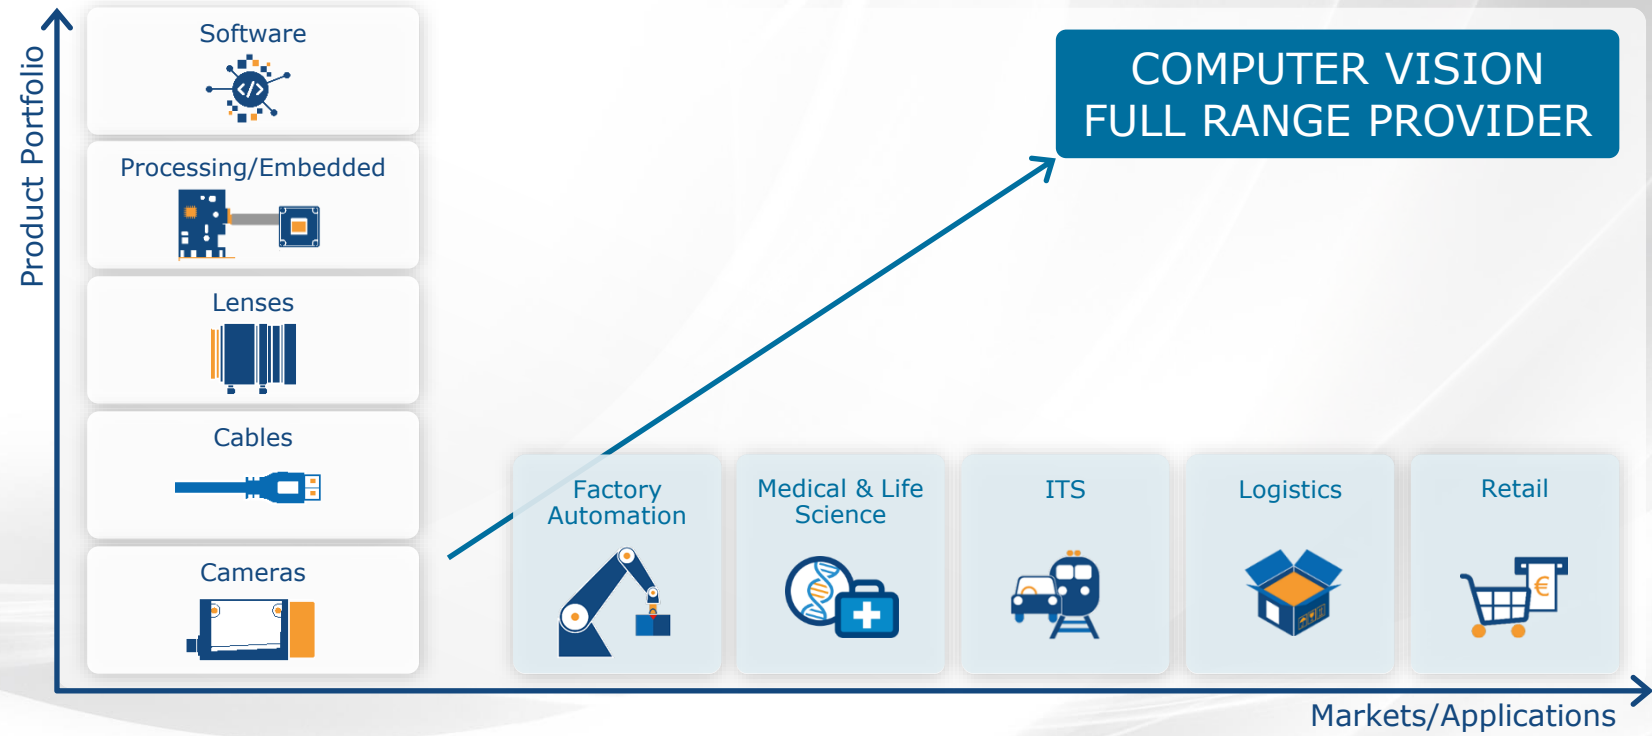 Product Portfolio
Software
</>
Processing/Embedded
Lenses
Cables
Cameras
COMPUTER VISION
FULL RANGE PROVIDER
Factory
Automation
Medical & Life
Science
ITS
Logistics
Retail
€
Markets/Applications